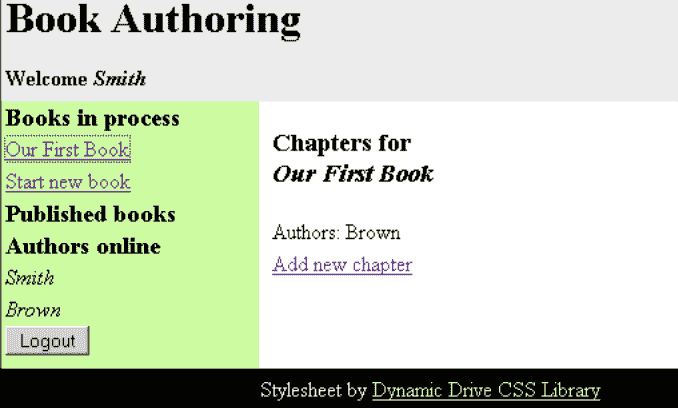 Book Authoring
Welcome Smith
Books in process
Our First Book
Start new book
Published books
Authors online
Smith
Brown
Logout
Chapters for
Our First Book
Authors: Brown
Add new chapter
Stylesheet by Dynamic Drive CSS Library